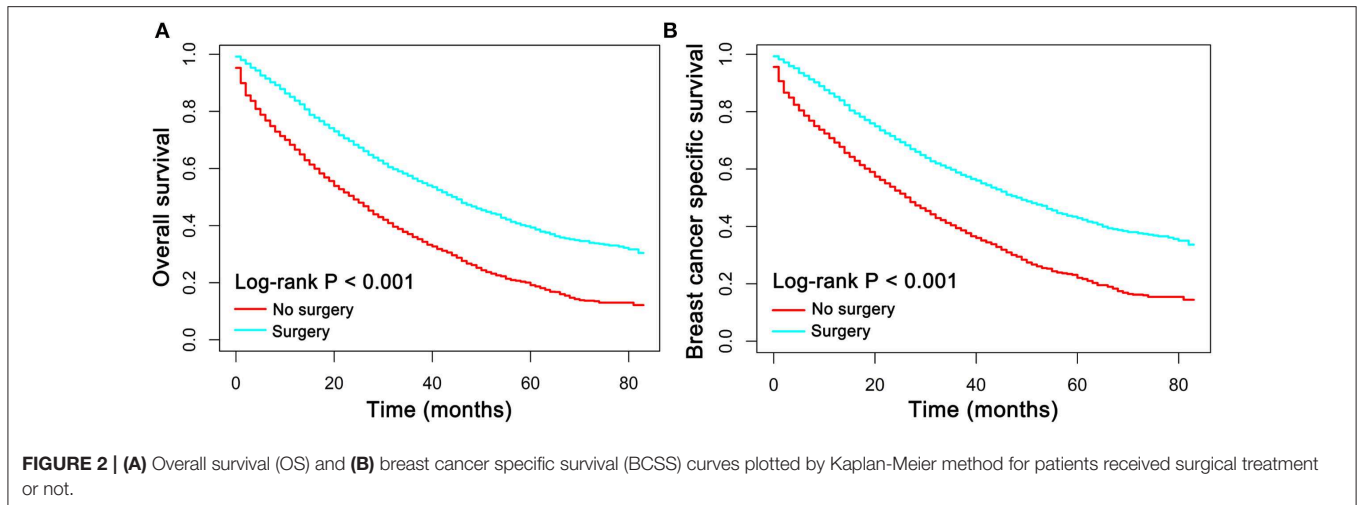 A
Overall survival
1.0
0.8
0.6
0.4
0.2
0.0
Log-rank P < 0.001
No surgery
Surgery
0 20 40 60 80
Time (months)
B
Breast cancer specific survival
1.0
0.8
0.6
0.4
0.2
0.0
Log-rank P < 0.001
No surgery
Surgery
0 20 40 60 80
Time (months)
FIGURE 2 | (A) Overall survival (OS) and (B) breast cancer specific survival (BCSS) curves plotted by Kaplan-Meier method for patients received surgical treatment
or not.